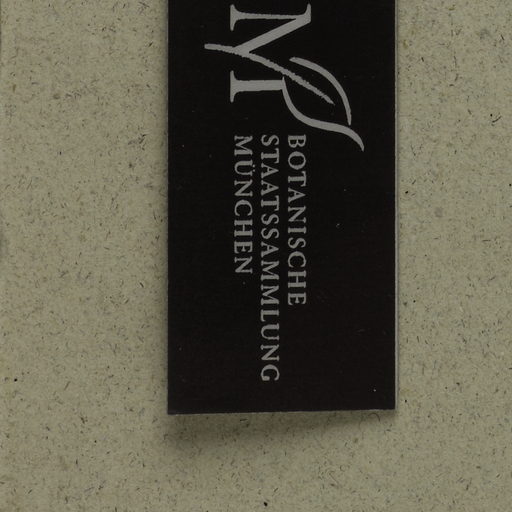 M
BOTANISCHE
STAATSSAMMLUNG
MÜNCHEN